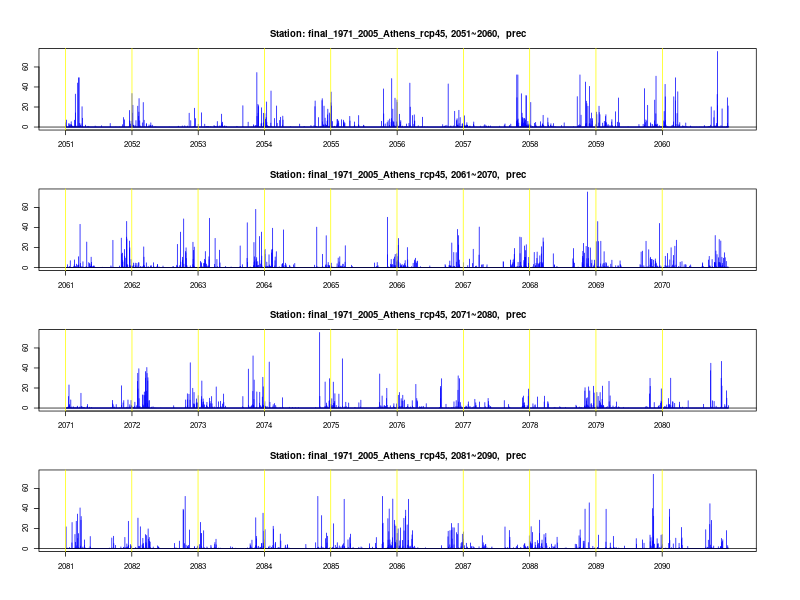 Station: final_1971_2005_Athens_rcp45, 2051~2060, prec
0 20 40 60
2051 2052 2053 2054 2055 2056 2057 2058 2059 2060
Station: final_1971_2005_Athens_rcp45, 2061~2070, prec
0 20 40 60
2061 2062 2063 2064 2065 2066 2067 2068 2069 2070
Station: final_1971_2005_Athens_rcp45, 2071~2080, prec
0 20 40 60
2071 2072 2073 2074 2075 2076 2077 2078 2079 2080
Station: final_1971_2005_Athens_rcp45, 2081~2090, prec
0 20 40 60
2081 2082 2083 2084 2085 2086 2087 2088 2089 2090